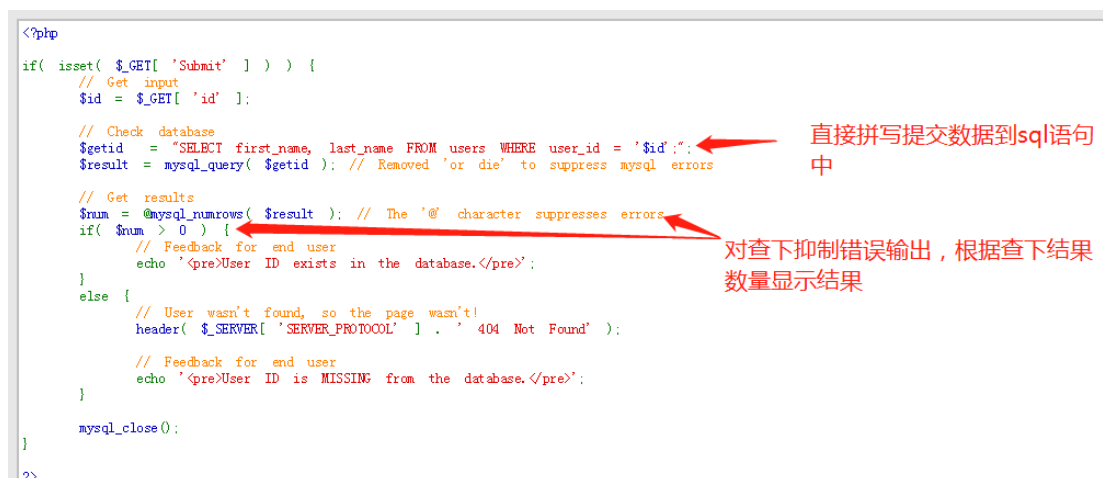 <?php
if( isset( $_GET[ 'Submit' ] ) ) {
// Get input
$id = $_GET[ 'id' ];
// Check database
$getid = "SELECT first_name, last_name FROM users WHERE user_id = '$id';";
$result = mysql_query( $getid ); // Removed 'or die' to suppress mysql errors
直接拼写提交数据到sql语句
中
// Get results
$num = @mysql_numrows( $result ); // The '@' character suppresses errors
if( $num > 0 ) {
// Feedback for end user
echo '<pre>User ID exists in the database.</pre>';
}
对查下抑制错误输出，根据查下结果
数量显示结果
else {
// User wasn't found, so the page wasn't!
header( $_SERVER[ 'SERVER_PROTOCOL' ] . ' 404 Not Found' );
// Feedback for end user
echo '<pre>User ID is MISSING from the database.</pre>';
}
mysql_close();
}
?>